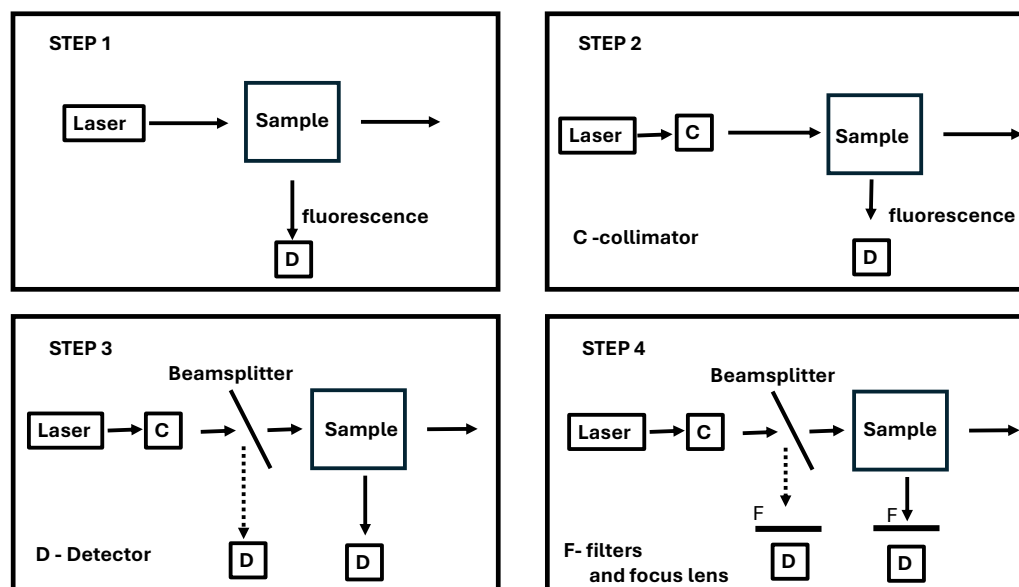 STEP 1
Laser
Sample
fluorescence
D
STEP 2
Laser
C
Sample
fluorescence
C -collimator
D
STEP 3
Beamsplitter
Laser
C
Sample
D - Detector
D
D
STEP 4
Beamsplitter
Laser
C
Sample
F
F
F- filters
and focus lens
D
D